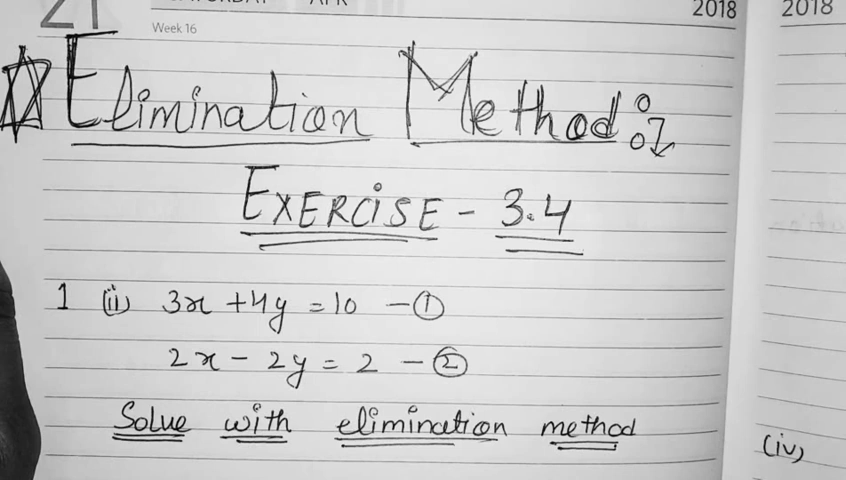 2018 2018
Week 16
Elimination Method :
EXERCISE - 3.4
1 (ii) 3x + 4y = 10 - ①
2x - 2y = 2 - ②
Solve with elimination method
(iv)